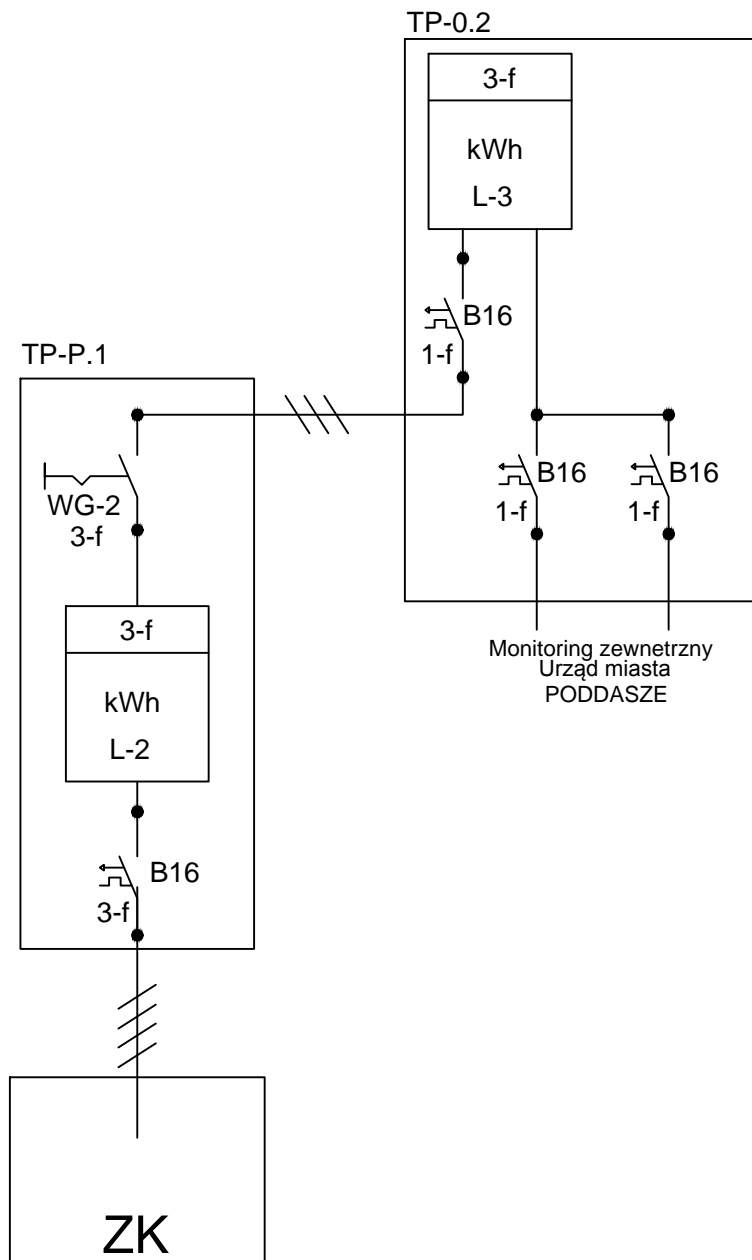 TP-0.2
3-f
kWh
L-3
B16
1-f
TP-P.1
B16
1-f
B16
1-f
WG-2
3-f
Monitoring zewnetrzny
Urząd miasta
PODDASZE
3-f
kWh
L-2
B16
3-f
ZK